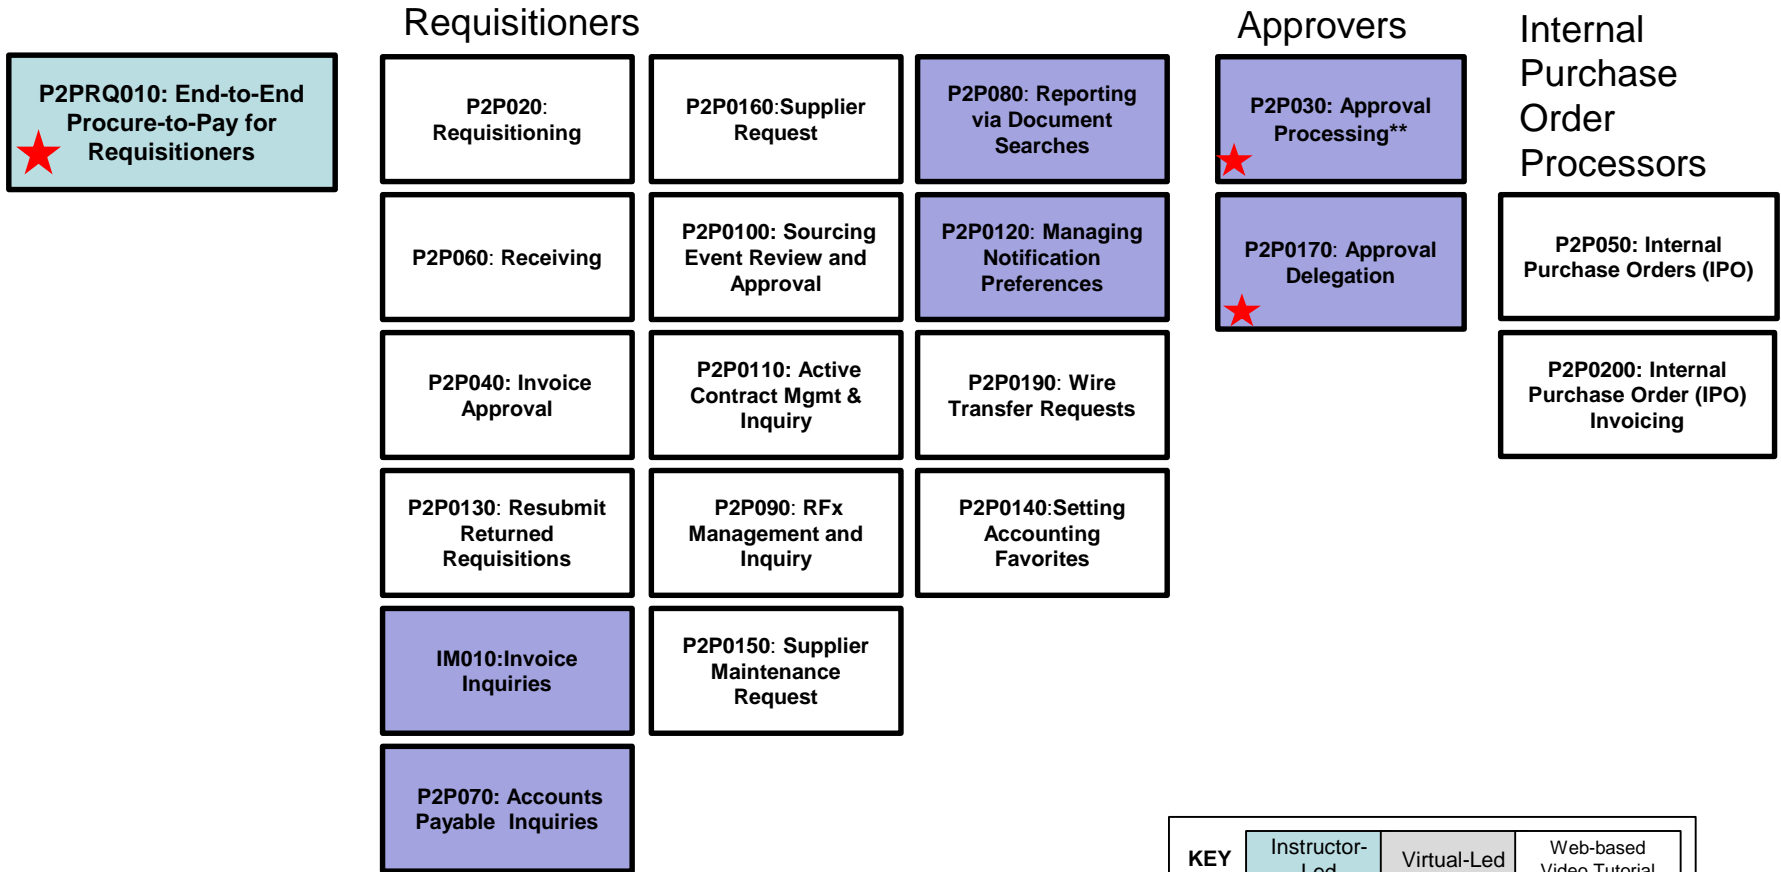 Requisitioners
Approvers
Internal
Purchase
Order
Processors
P2PRQ010: End-to-End
Procure-to-Pay for
Requisitioners
P2P020:
Requisitioning
P2P060: Receiving
P2P040: Invoice
Approval
P2P0130: Resubmit
Returned
Requisitions
IM010:Invoice
Inquiries
P2P070: Accounts
Payable Inquiries
P2P0160:Supplier
Request
P2P0100: Sourcing
Event Review and
Approval
P2P0110: Active
Contract Mgmt &
Inquiry
P2P090: RFx
Management and
Inquiry
P2P0150: Supplier
Maintenance
Request
P2P080: Reporting
via Document
Searches
P2P0120: Managing
Notification
Preferences
P2P0190: Wire
Transfer Requests
P2P0140:Setting
Accounting
Favorites
P2P030: Approval
Processing**
P2P0170: Approval
Delegation
P2P050: Internal
Purchase Orders (IPO)
P2P0200: Internal
Purchase Order (IPO)
Invoicing
KEY
Instructor-
Led
Virtual-Led
Web-based
Video Tutorial